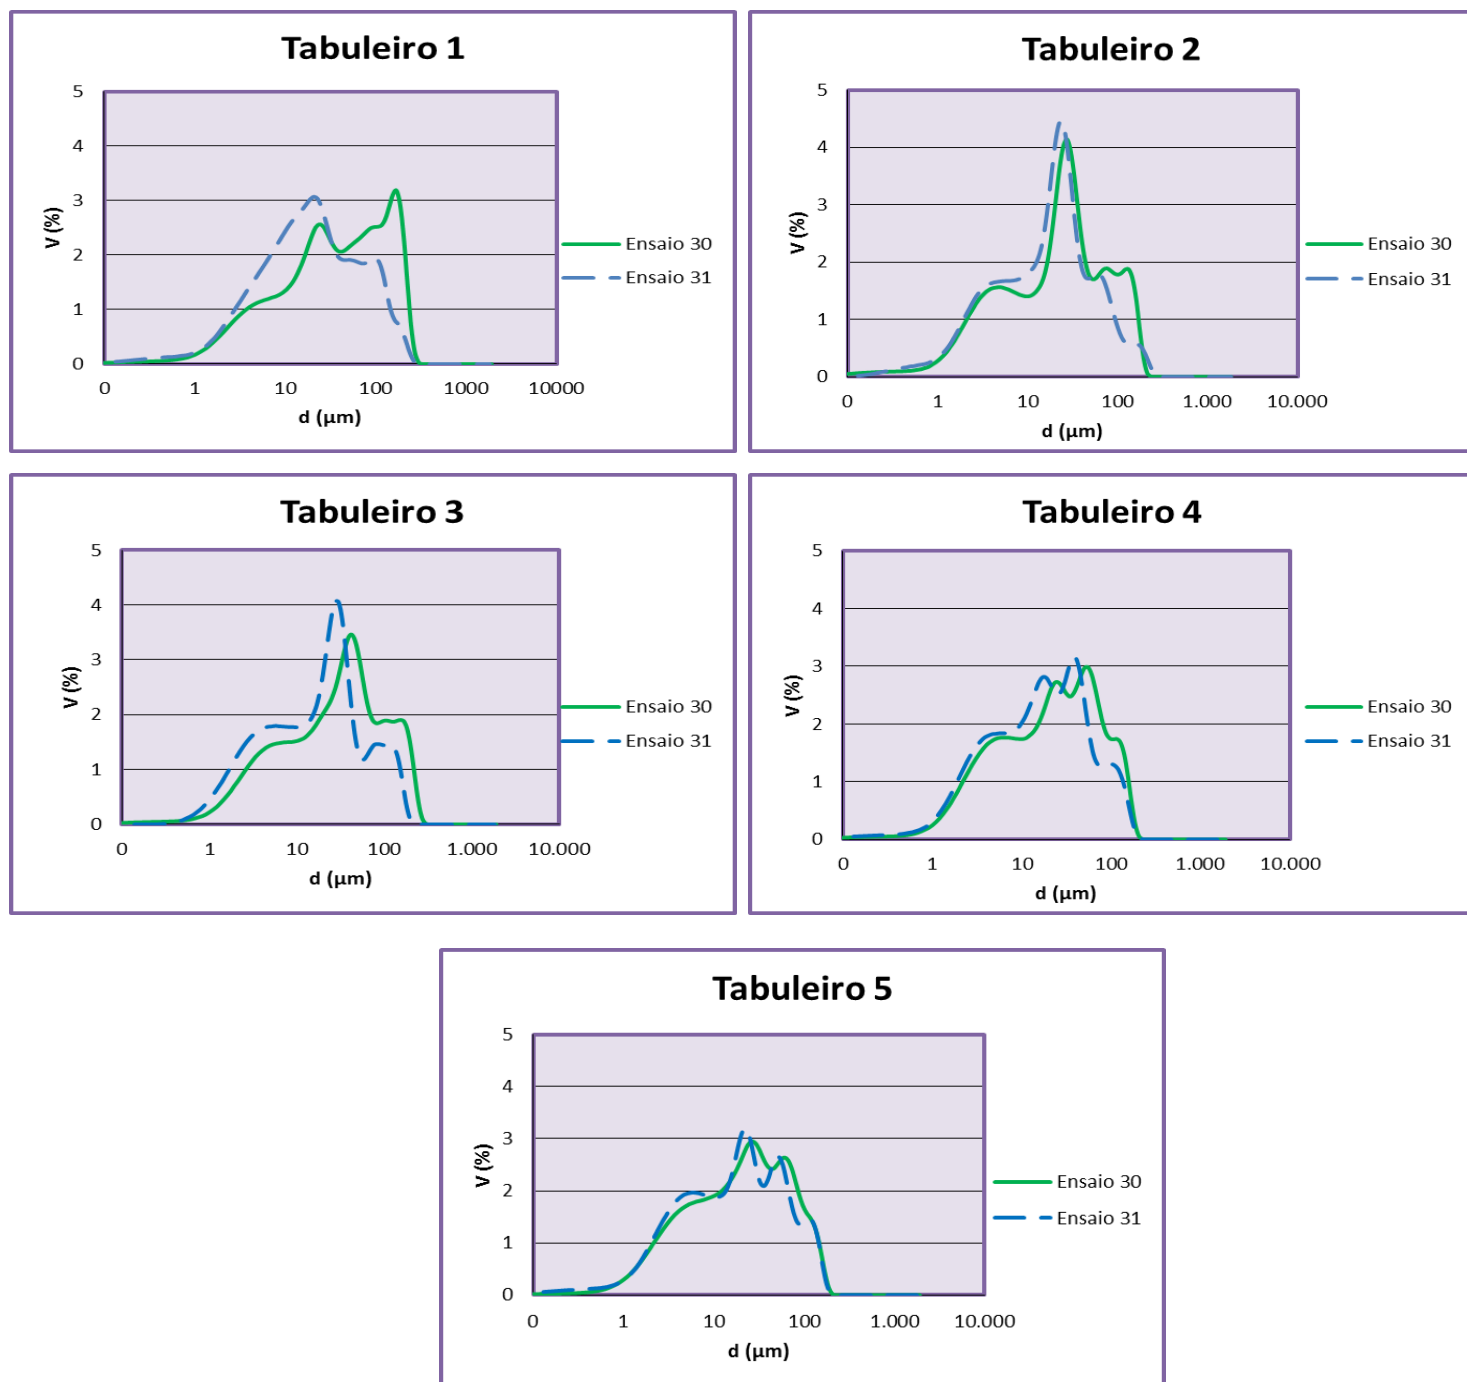 Tabuleiro 1
5
4
3
2
1
0
V (%)
0 1 10 100 1000 10000
d (µm)
Ensaio 30
Ensaio 31
Tabuleiro 2
5
4
3
2
1
0
V (%)
0 1 10 100 1.000 10.000
d (µm)
Ensaio 30
Ensaio 31
Tabuleiro 3
5
4
3
2
1
0
V (%)
0 1 10 100 1.000 10.000
d (µm)
Ensaio 30
Ensaio 31
Tabuleiro 4
5
4
3
2
1
0
V (%)
0 1 10 100 1.000 10.000
d (µm)
Ensaio 30
Ensaio 31
Tabuleiro 5
5
4
3
2
1
0
V (%)
0 1 10 100 1.000 10.000
d (µm)
Ensaio 30
Ensaio 31